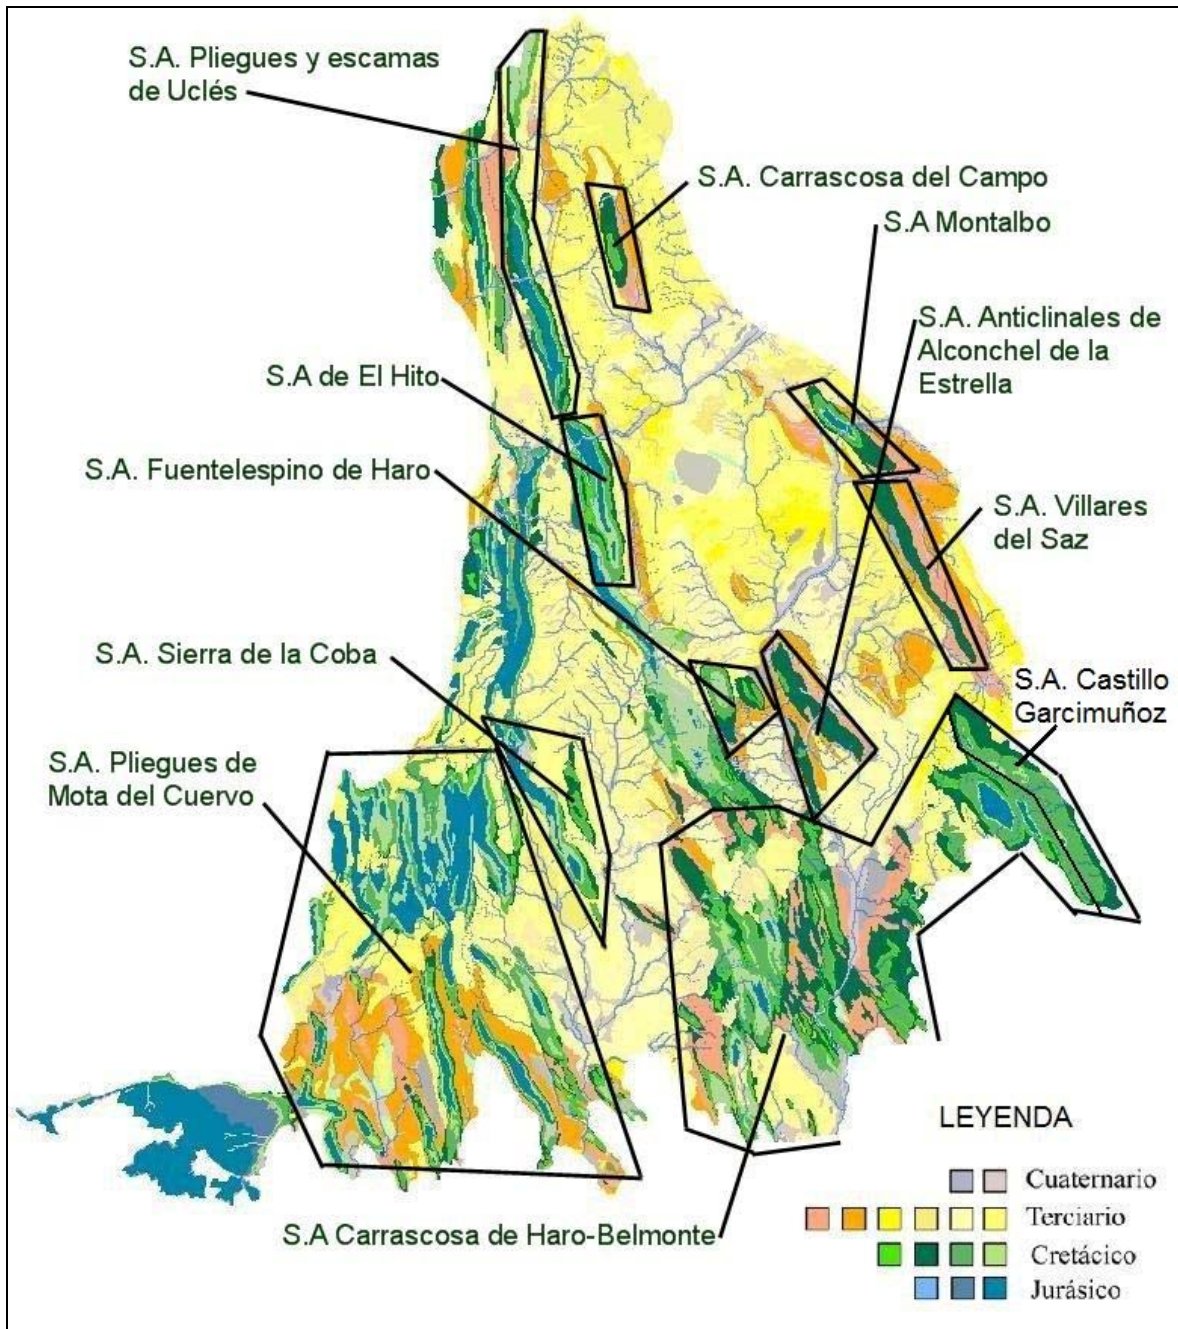 S.A. Pliegues y escamas
de Uclés
S.A. Carrascosa del Campo
S.A Montalbo
S.A. Anticlinales de
Alconchel de la
Estrella
S.A de El Hito
S.A. Fuentelespino de Haro
S.A. Villares
del Saz
S.A. Sierra de la Coba
S.A. Castillo
Garcimuñoz
S.A. Pliegues de
Mota del Cuervo
S.A Carrascosa de Haro-Belmonte
LEYENDA
Cuaternario
Terciario
Cretácico
Jurásico